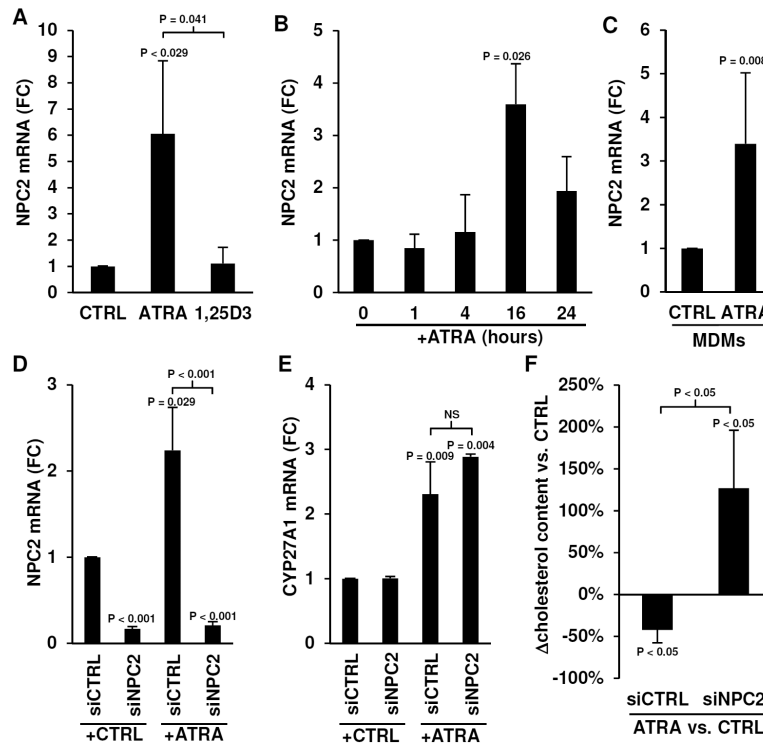 A
P = 0.041
P < 0.029
NPC2 mRNA (FC)
10
9
8
7
6
5
4
3
2
1
0
CTRL ATRA 1,25D3
B
P = 0.026
NPC2 mRNA (FC)
5
4
3
2
1
0
0 1 4 16 24
+ATRA (hours)
C
P = 0.008
NPC2 mRNA (FC)
6
5
4
3
2
1
0
CTRL ATRA
MDMs
D
P < 0.001
P = 0.029
NPC2 mRNA (FC)
3
2
1
0
P < 0.001
P < 0.001
siCTRL siNPC2 siCTRL siNPC2
+CTRL +ATRA
E
NS
P = 0.009
P = 0.004
CYP27A1 mRNA (FC)
4
3
2
1
0
siCTRL siNPC2 siCTRL siNPC2
+CTRL +ATRA
F
P < 0.05
P < 0.05
Δcholesterol content vs. CTRL
250%
200%
150%
100%
50%
0%
-50%
-100%
P < 0.05
siCTRL siNPC2
ATRA vs. CTRL